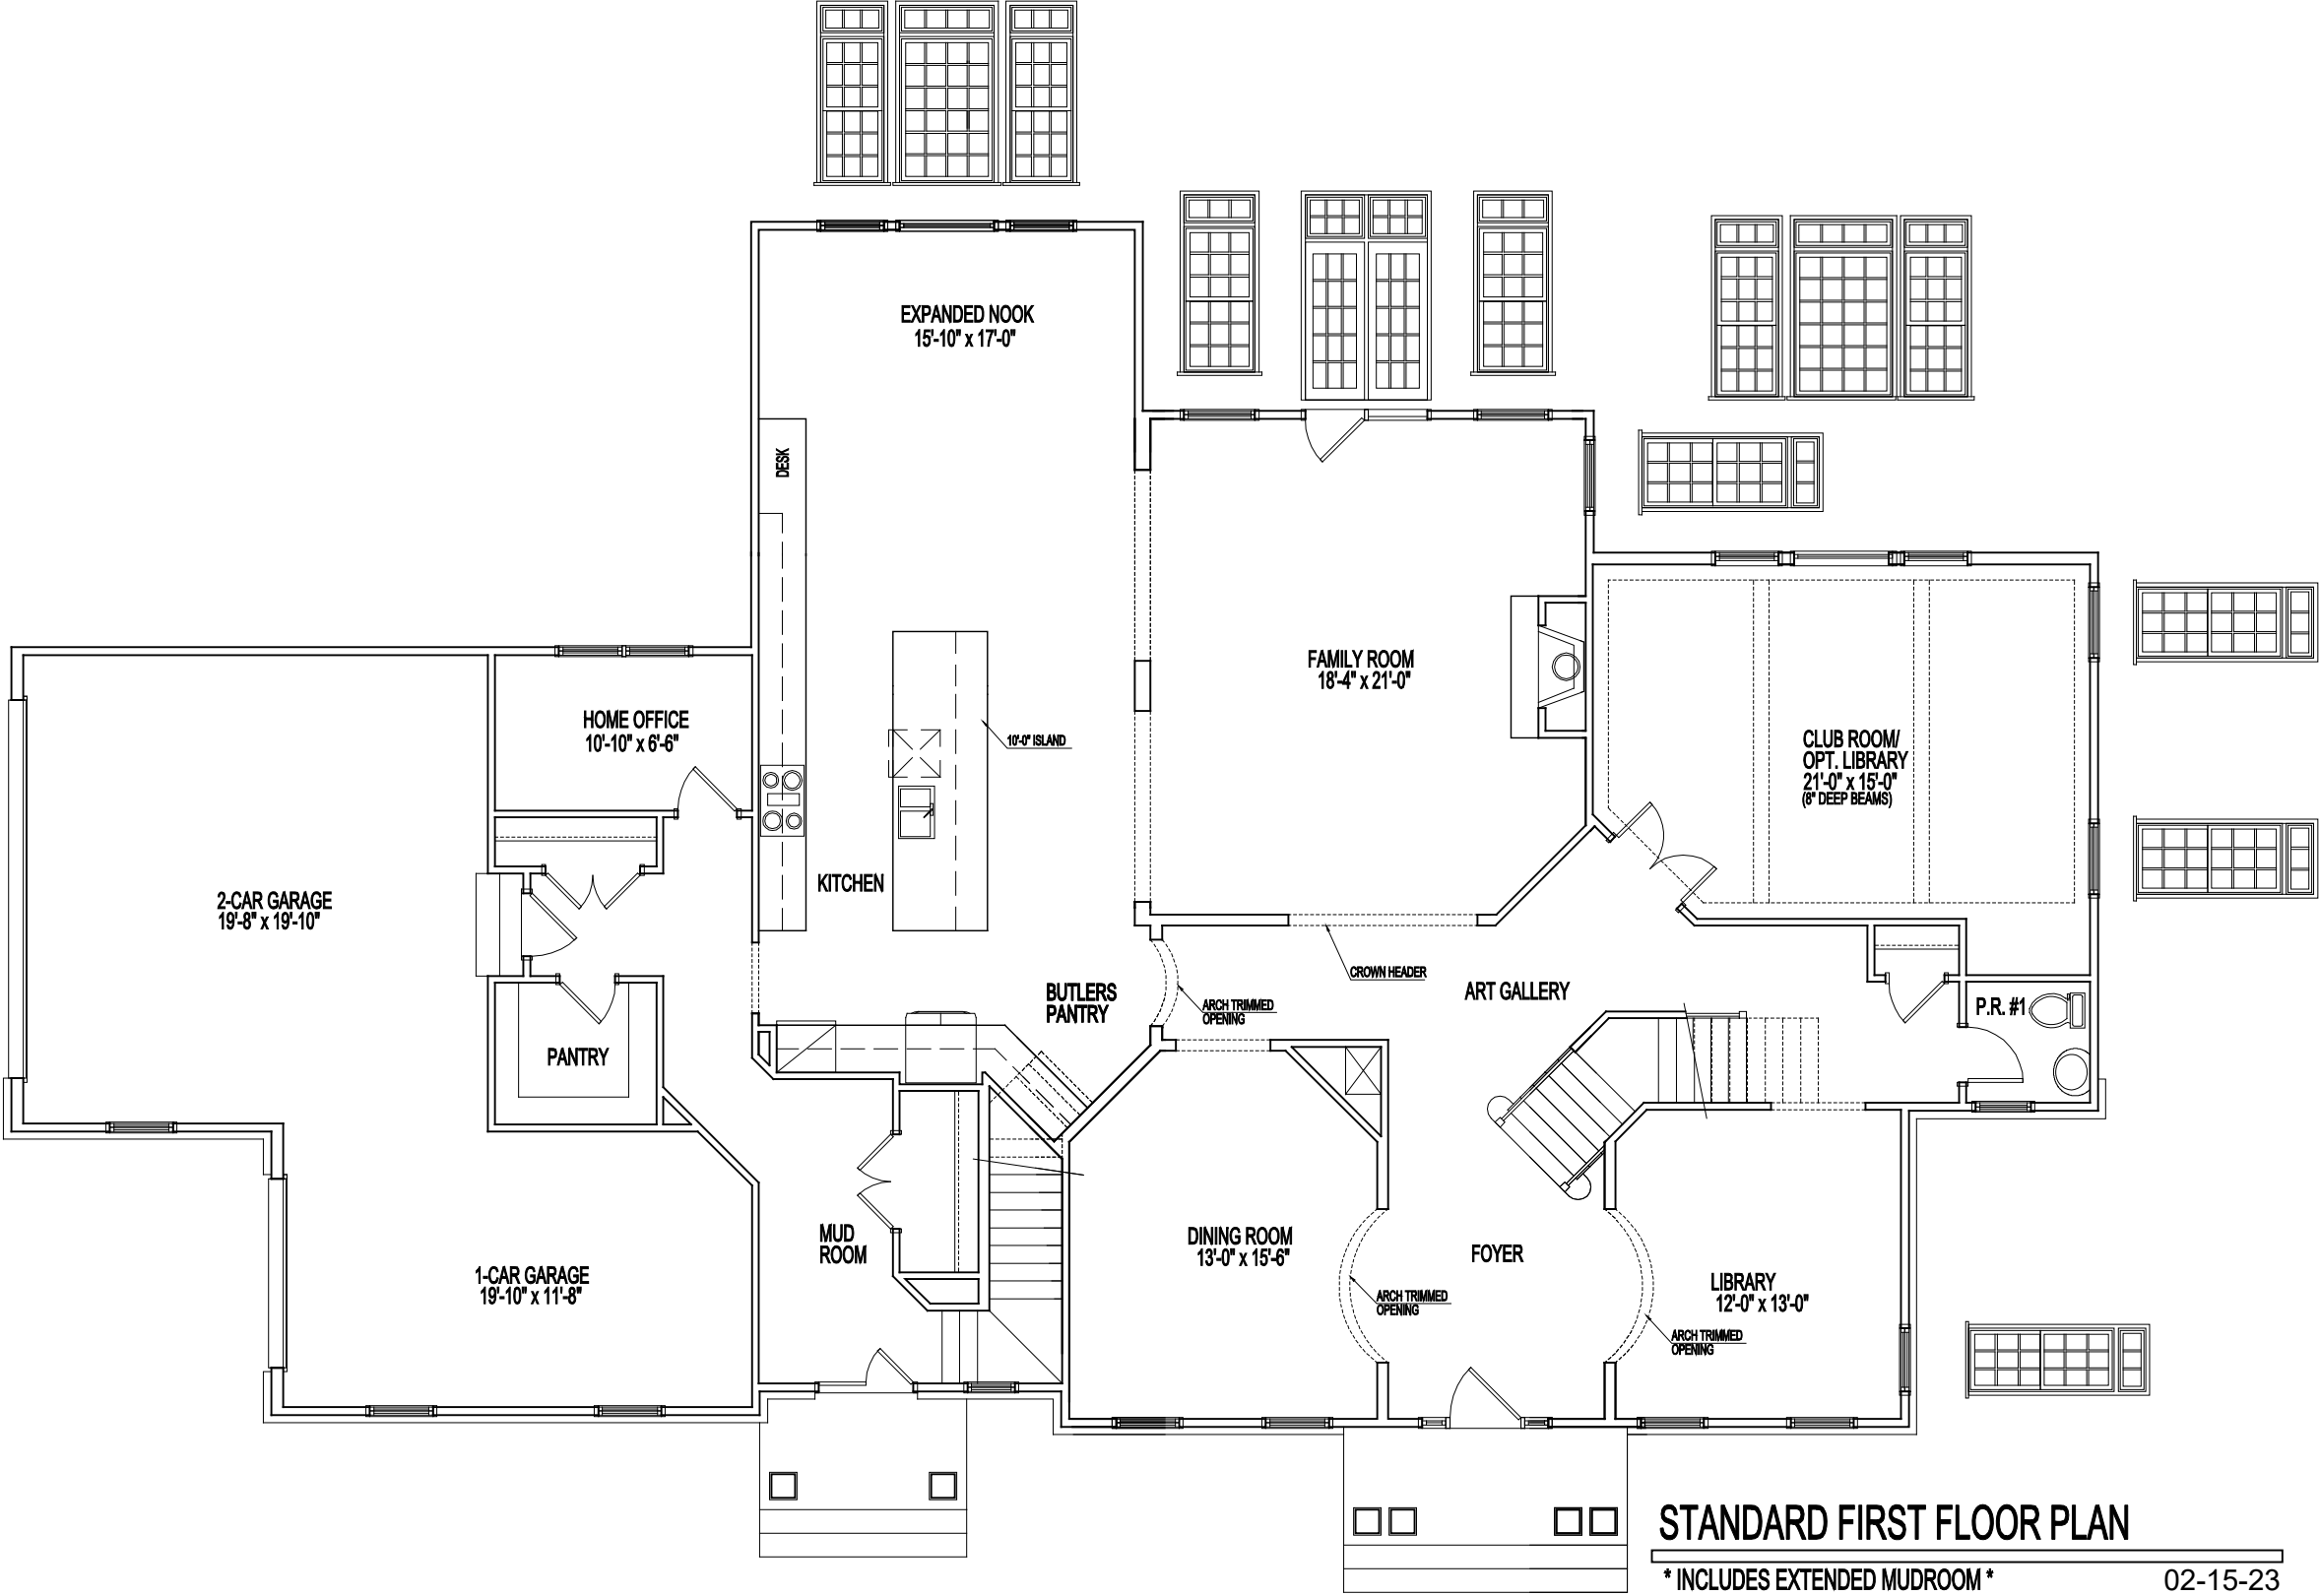 EXPANDED NOOK
15'-10" x 17'-0"
DESK
FAMILY ROOM
18'-4" x 21'-0"
HOME OFFICE
10'-10" x 6'-6"
10'-0" ISLAND
CLUB ROOM/
OPT. LIBRARY
21'-0" x 15'-0"
(8" DEEP BEAMS)
KITCHEN
2-CAR GARAGE
19'-8" x 19'-10"
CROWN HEADER
BUTLERS
PANTRY
ARCH TRIMMED
OPENING
ART GALLERY
P.R. #1
PANTRY
MUD
ROOM
DINING ROOM
13'-0" x 15'-6"
FOYER
1-CAR GARAGE
19'-10" x 11'-8"
ARCH TRIMMED
OPENING
LIBRARY
12'-0" x 13'-0"
ARCH TRIMMED
OPENING
STANDARD FIRST FLOOR PLAN
* INCLUDES EXTENDED MUDROOM *
02-15-23